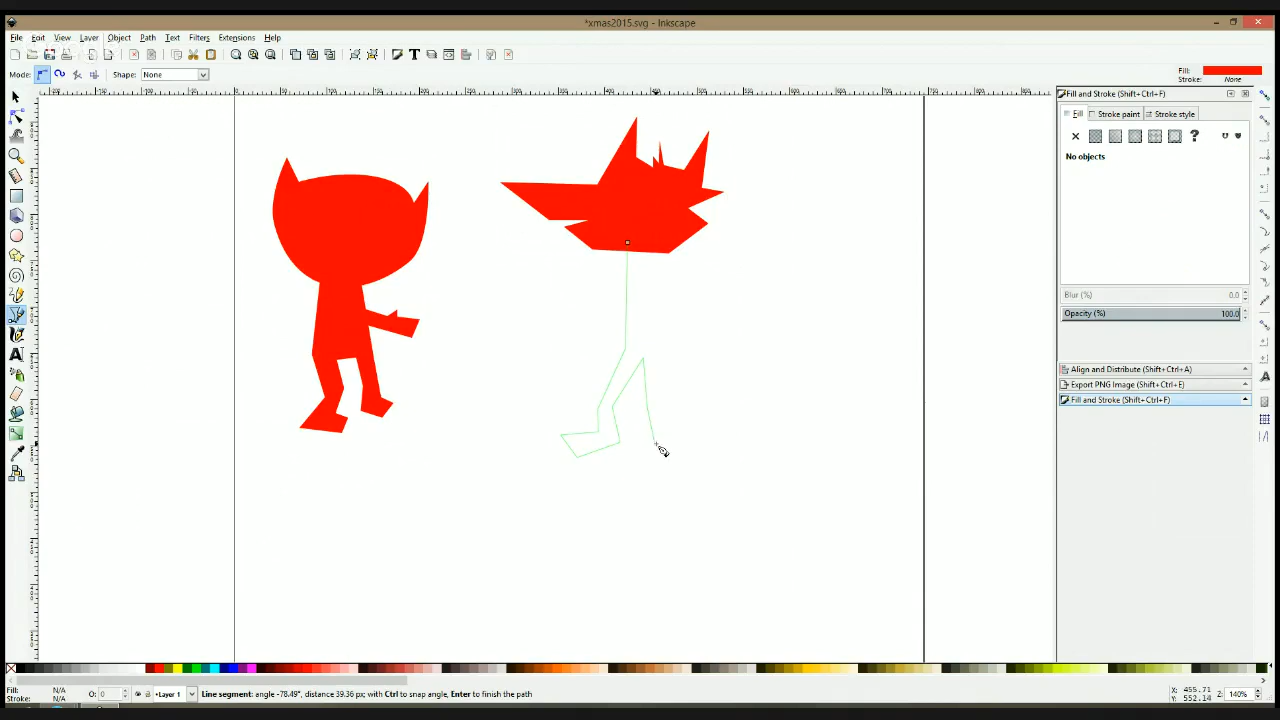 *xmas2015.svg - Inkscape
File Edit View Layer Object Path Text Filters Extensions Help
Mode: Shape: None
Fill:
Stroke: None
Fill and Stroke (Shift+Ctrl+F)
Fill Stroke paint Stroke style
No objects
Blur (%) 0.0
Opacity (%) 100.0
Align and Distribute (Shift+Ctrl+A)
Export PNG Image (Shift+Ctrl+E)
Fill and Stroke (Shift+Ctrl+F)
Fill: N/A
Stroke: N/A
O: 0
Layer 1
Line segment: angle -78.49°, distance 39.36 px; with Ctrl to snap angle, Enter to finish the path
X: 455.71
Y: 552.14
Z: 140%